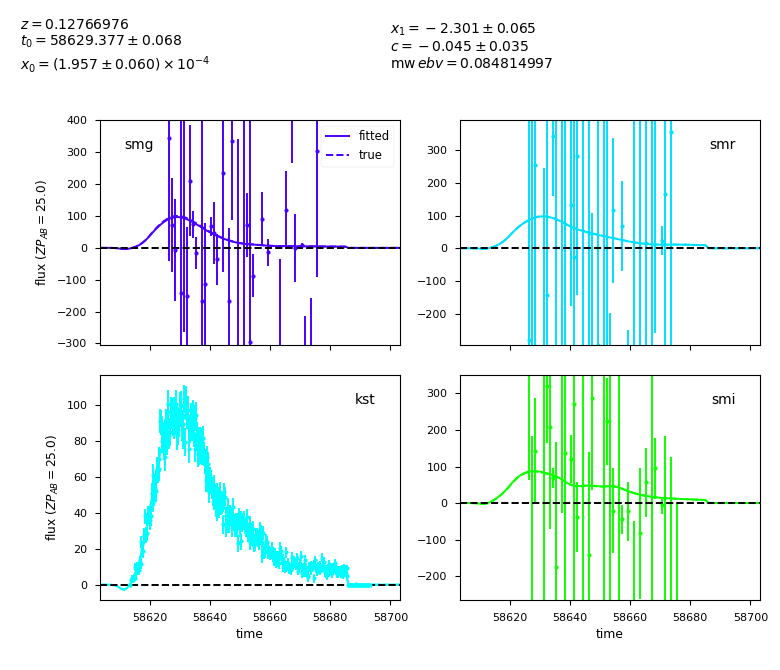 z = 0.12766976
t₀ = 58629.377 ± 0.068
x₀ = (1.957 ± 0.060) × 10⁻⁴
x₁ = −2.301 ± 0.065
c = −0.045 ± 0.035
mw ebv = 0.084814997
smg
fitted
true
400
300
200
100
0
−100
−200
−300
flux (ZP_AB = 25.0)
smr
300
200
100
0
−100
−200
kst
100
80
60
40
20
0
flux (ZP_AB = 25.0)
58620 58640 58660 58680 58700
time
smi
300
200
100
0
−100
−200
58620 58640 58660 58680 58700
time